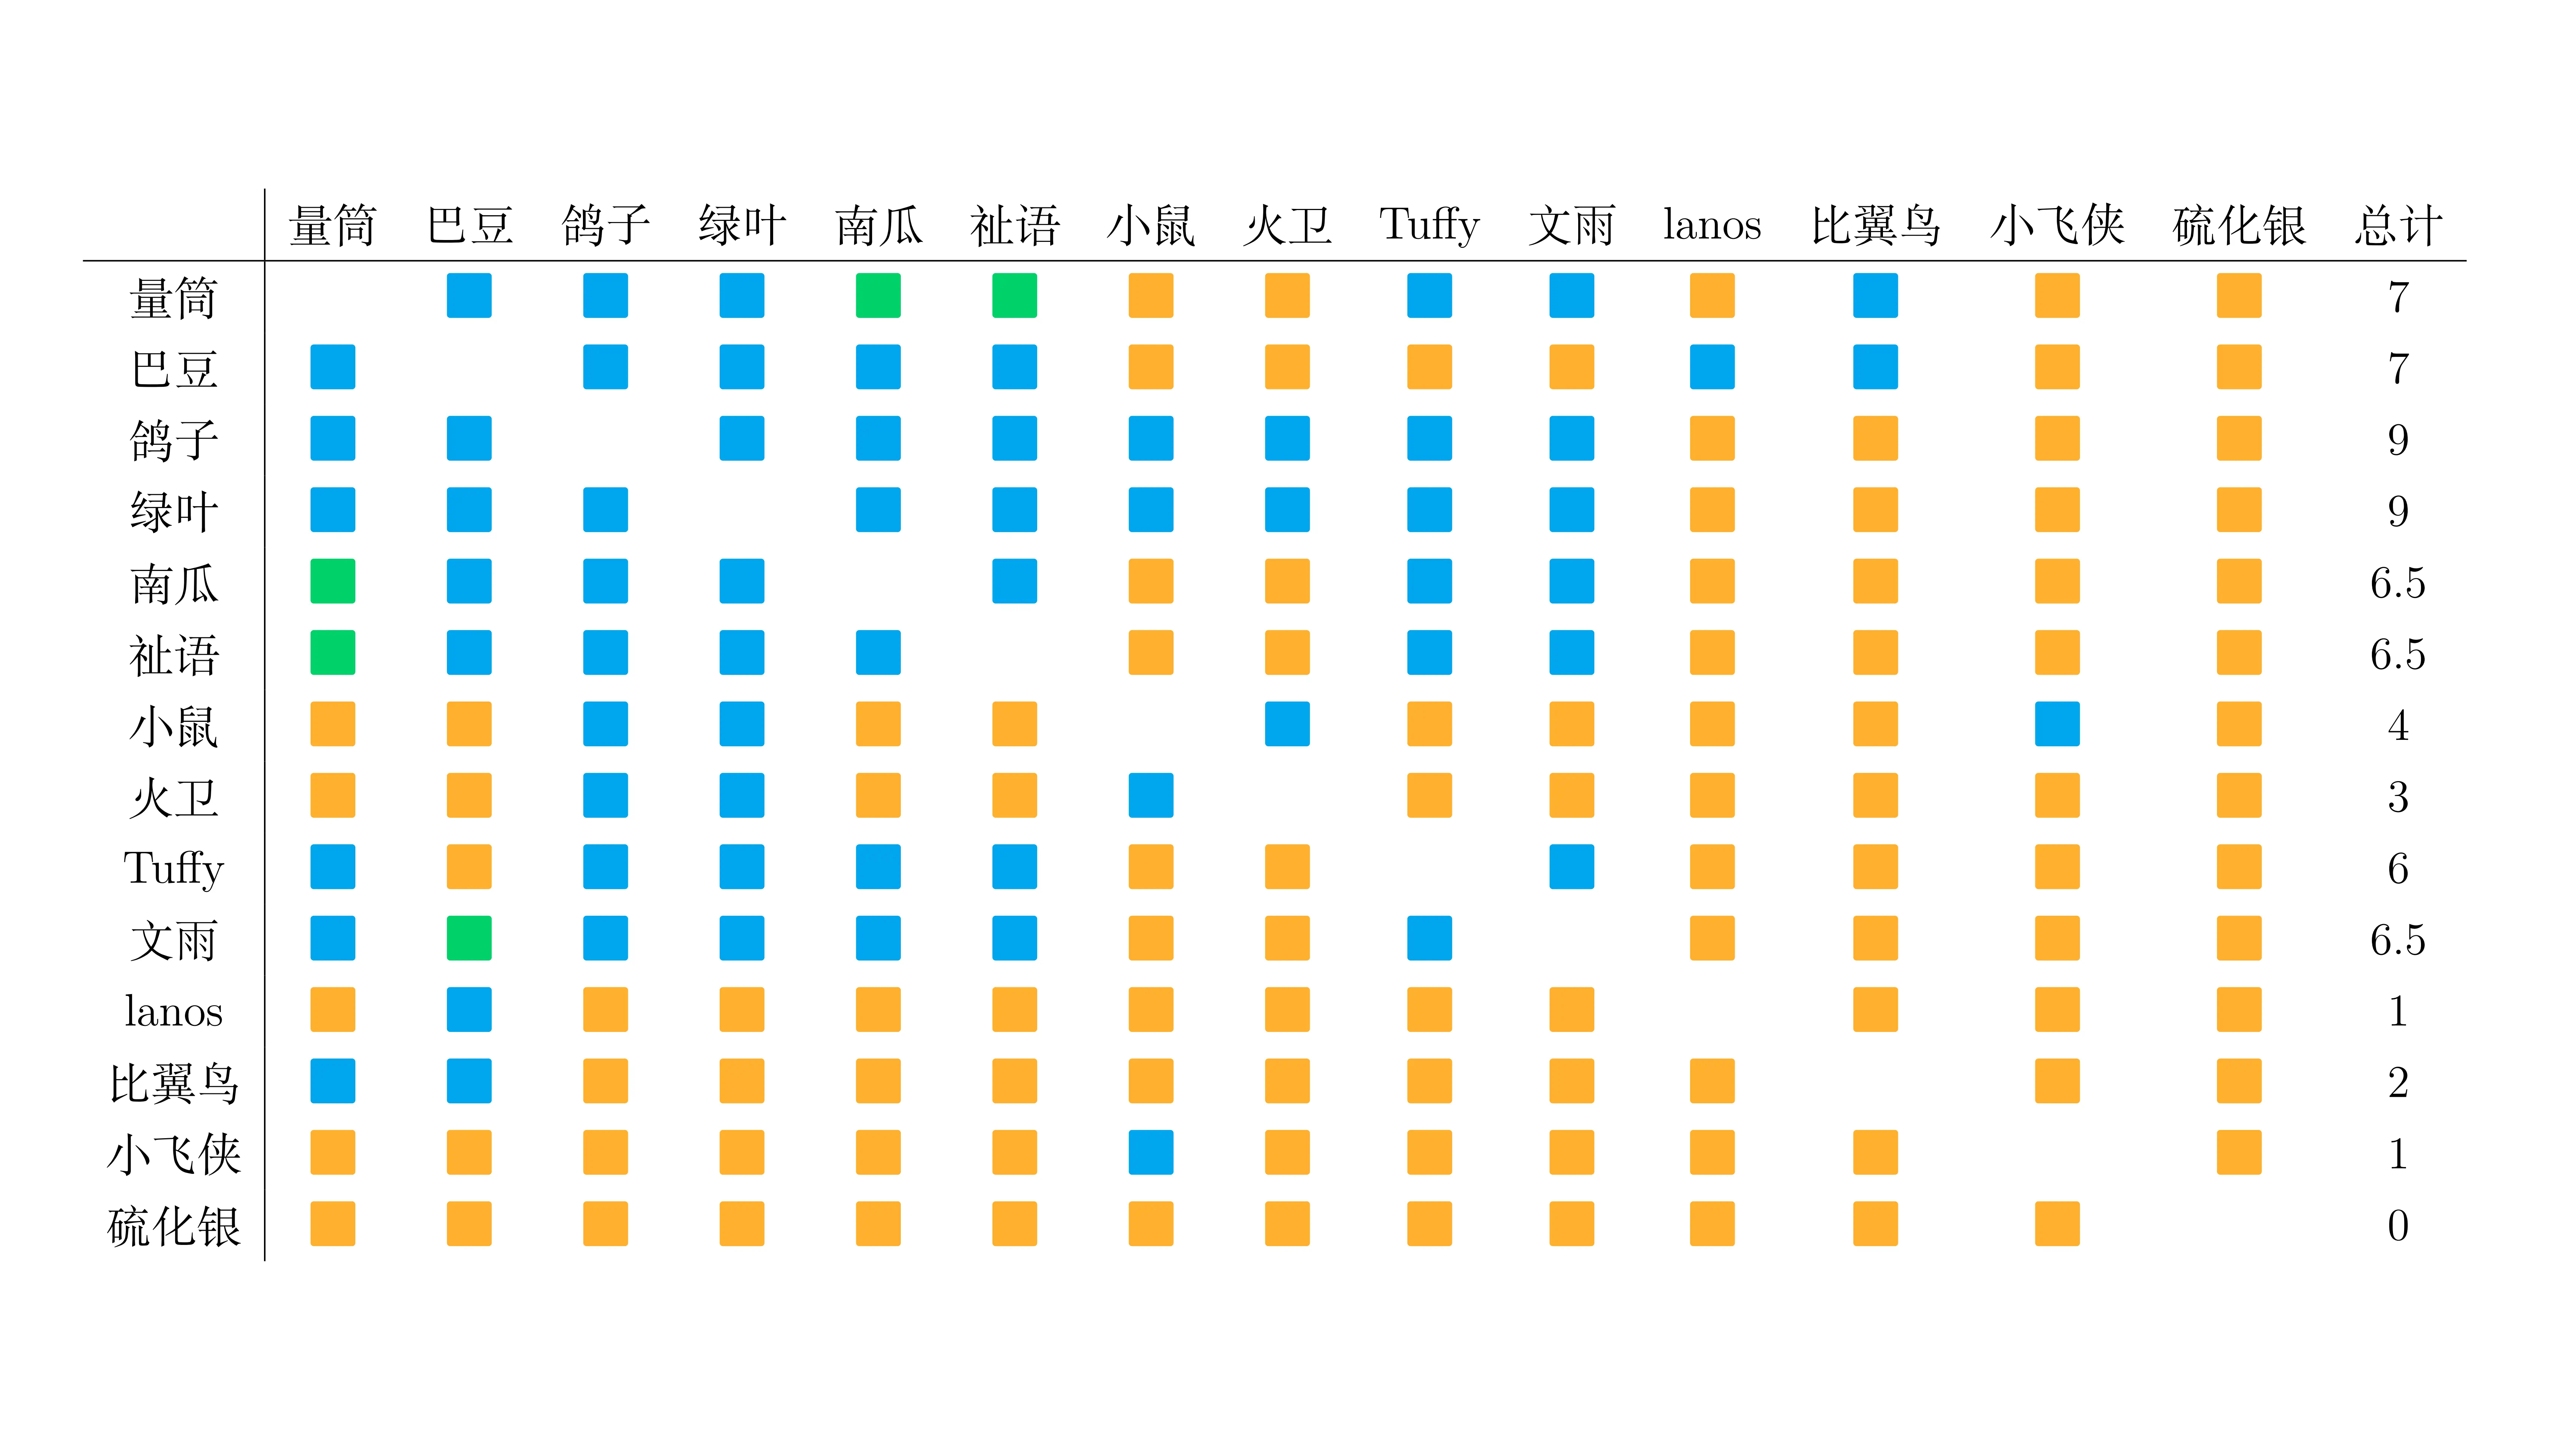 量筒 巴豆 鸽子 绿叶 南瓜 祉语 小鼠 火卫 Tuffy 文雨 lanos 比翼鸟 小飞侠 硫化银 总计
量筒 7
巴豆 7
鸽子 9
绿叶 9
南瓜 6.5
祉语 6.5
小鼠 4
火卫 3
Tuffy 6
文雨 6.5
lanos 1
比翼鸟 2
小飞侠 1
硫化银 0